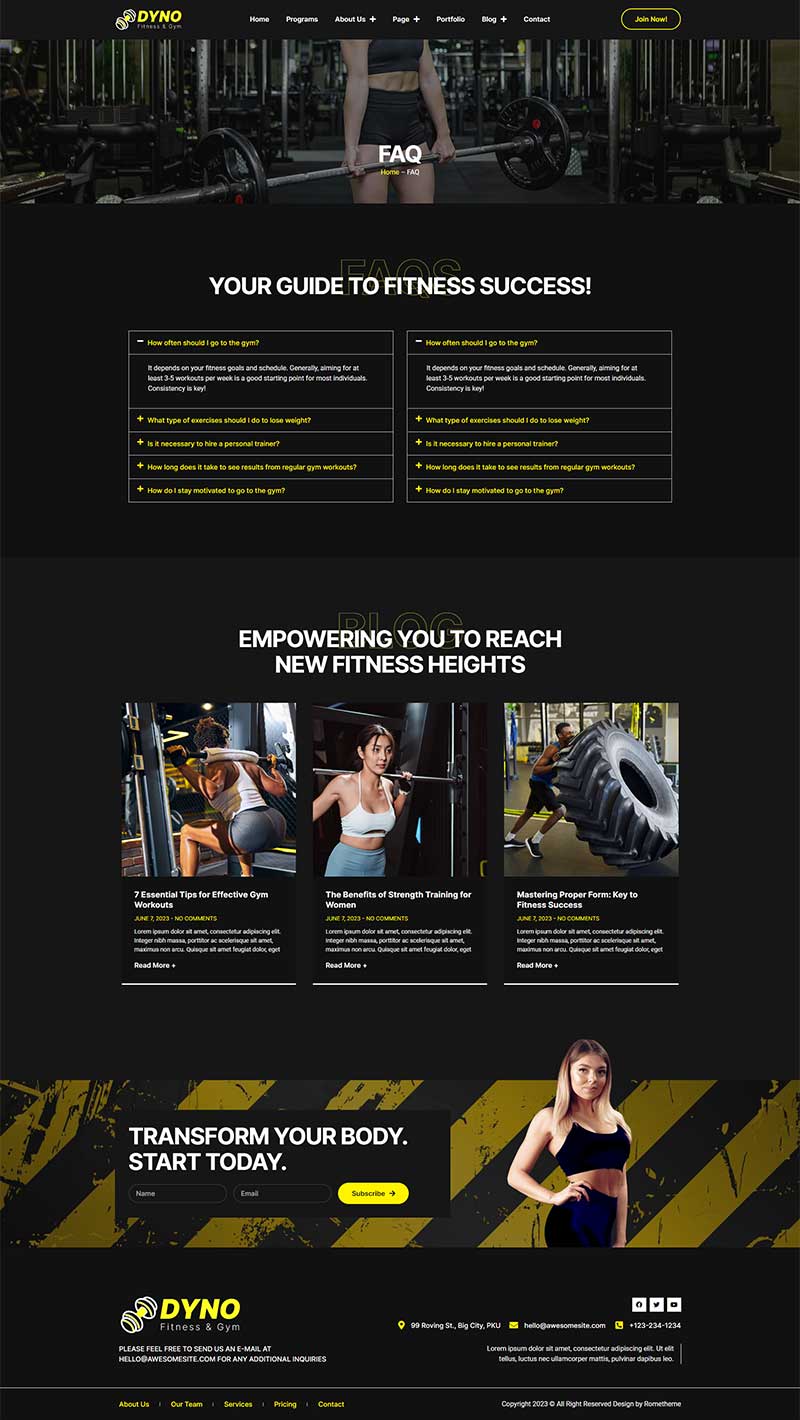 DYNO
Fitness & Gym
Home Programs About Us + Page + Portfolio Blog + Contact
Join Now!
FAQ
Home – FAQ
FAQS
YOUR GUIDE TO FITNESS SUCCESS!
− How often should I go to the gym?
It depends on your fitness goals and schedule. Generally, aiming for at
least 3-5 workouts per week is a good starting point for most individuals.
Consistency is key!
+ What type of exercises should I do to lose weight?
+ Is it necessary to hire a personal trainer?
+ How long does it take to see results from regular gym workouts?
+ How do I stay motivated to go to the gym?
− How often should I go to the gym?
It depends on your fitness goals and schedule. Generally, aiming for at
least 3-5 workouts per week is a good starting point for most individuals.
Consistency is key!
+ What type of exercises should I do to lose weight?
+ Is it necessary to hire a personal trainer?
+ How long does it take to see results from regular gym workouts?
+ How do I stay motivated to go to the gym?
BLOG
EMPOWERING YOU TO REACH
NEW FITNESS HEIGHTS
7 Essential Tips for Effective Gym
Workouts
JUNE 7, 2023 - NO COMMENTS
Lorem ipsum dolor sit amet, consectetur adipiscing elit.
Integer nibh massa, porttitor ac scelerisque sit amet,
maximus non arcu. Quisque sit amet feugiat dolor, eget
Read More +
The Benefits of Strength Training for
Women
JUNE 7, 2023 - NO COMMENTS
Lorem ipsum dolor sit amet, consectetur adipiscing elit.
Integer nibh massa, porttitor ac scelerisque sit amet,
maximus non arcu. Quisque sit amet feugiat dolor, eget
Read More +
Mastering Proper Form: Key to
Fitness Success
JUNE 7, 2023 - NO COMMENTS
Lorem ipsum dolor sit amet, consectetur adipiscing elit.
Integer nibh massa, porttitor ac scelerisque sit amet,
maximus non arcu. Quisque sit amet feugiat dolor, eget
Read More +
TRANSFORM YOUR BODY.
START TODAY.
Name Email Subscribe
DYNO
Fitness & Gym
PLEASE FEEL FREE TO SEND US AN E-MAIL AT
HELLO@AWESOMESITE.COM FOR ANY ADDITIONAL INQUIRIES
99 Roving St., Big City, PKU hello@awesomesite.com +123-234-1234
Lorem ipsum dolor sit amet, consectetur adipiscing elit. Ut elit
tellus, luctus nec ullamcorper mattis, pulvinar dapibus leo.
About Us | Our Team | Services | Pricing | Contact
Copyright 2023 © All Right Reserved Design by Rometheme